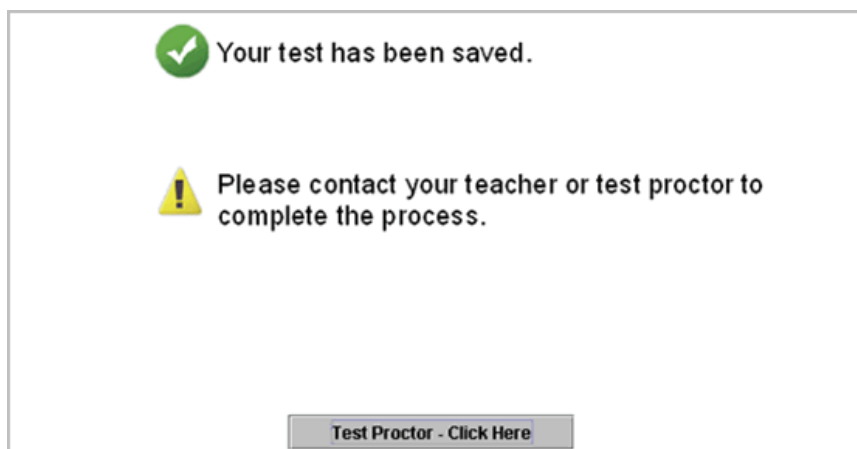 Your test has been saved.
Please contact your teacher or test proctor to
complete the process.
Test Proctor - Click Here